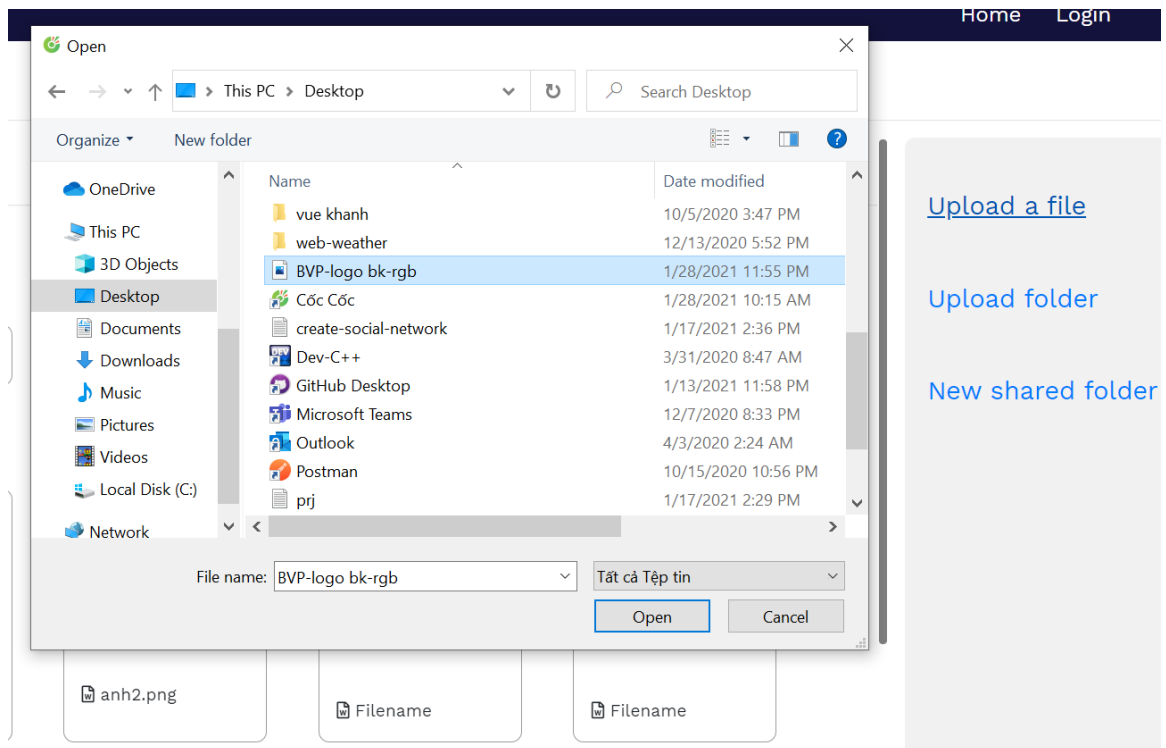 Home Login
Open
This PC > Desktop
Search Desktop
Organize New folder
?
Name Date modified
OneDrive
This PC
3D Objects
Desktop
Documents
Downloads
Music
Pictures
Videos
Local Disk (C:)
Network
vue khanh 10/5/2020 3:47 PM
web-weather 12/13/2020 5:52 PM
BVP-logo bk-rgb 1/28/2021 11:55 PM
Cốc Cốc 1/28/2021 10:15 AM
create-social-network 1/17/2021 2:36 PM
Dev-C++ 3/31/2020 8:47 AM
GitHub Desktop 1/13/2021 11:58 PM
Microsoft Teams 12/7/2020 8:33 PM
Outlook 4/3/2020 2:24 AM
Postman 10/15/2020 10:56 PM
prj 1/17/2021 2:29 PM
File name: BVP-logo bk-rgb Tất cả Tệp tin
Open Cancel
Upload a file
Upload folder
New shared folder
anh2.png
Filename
Filename